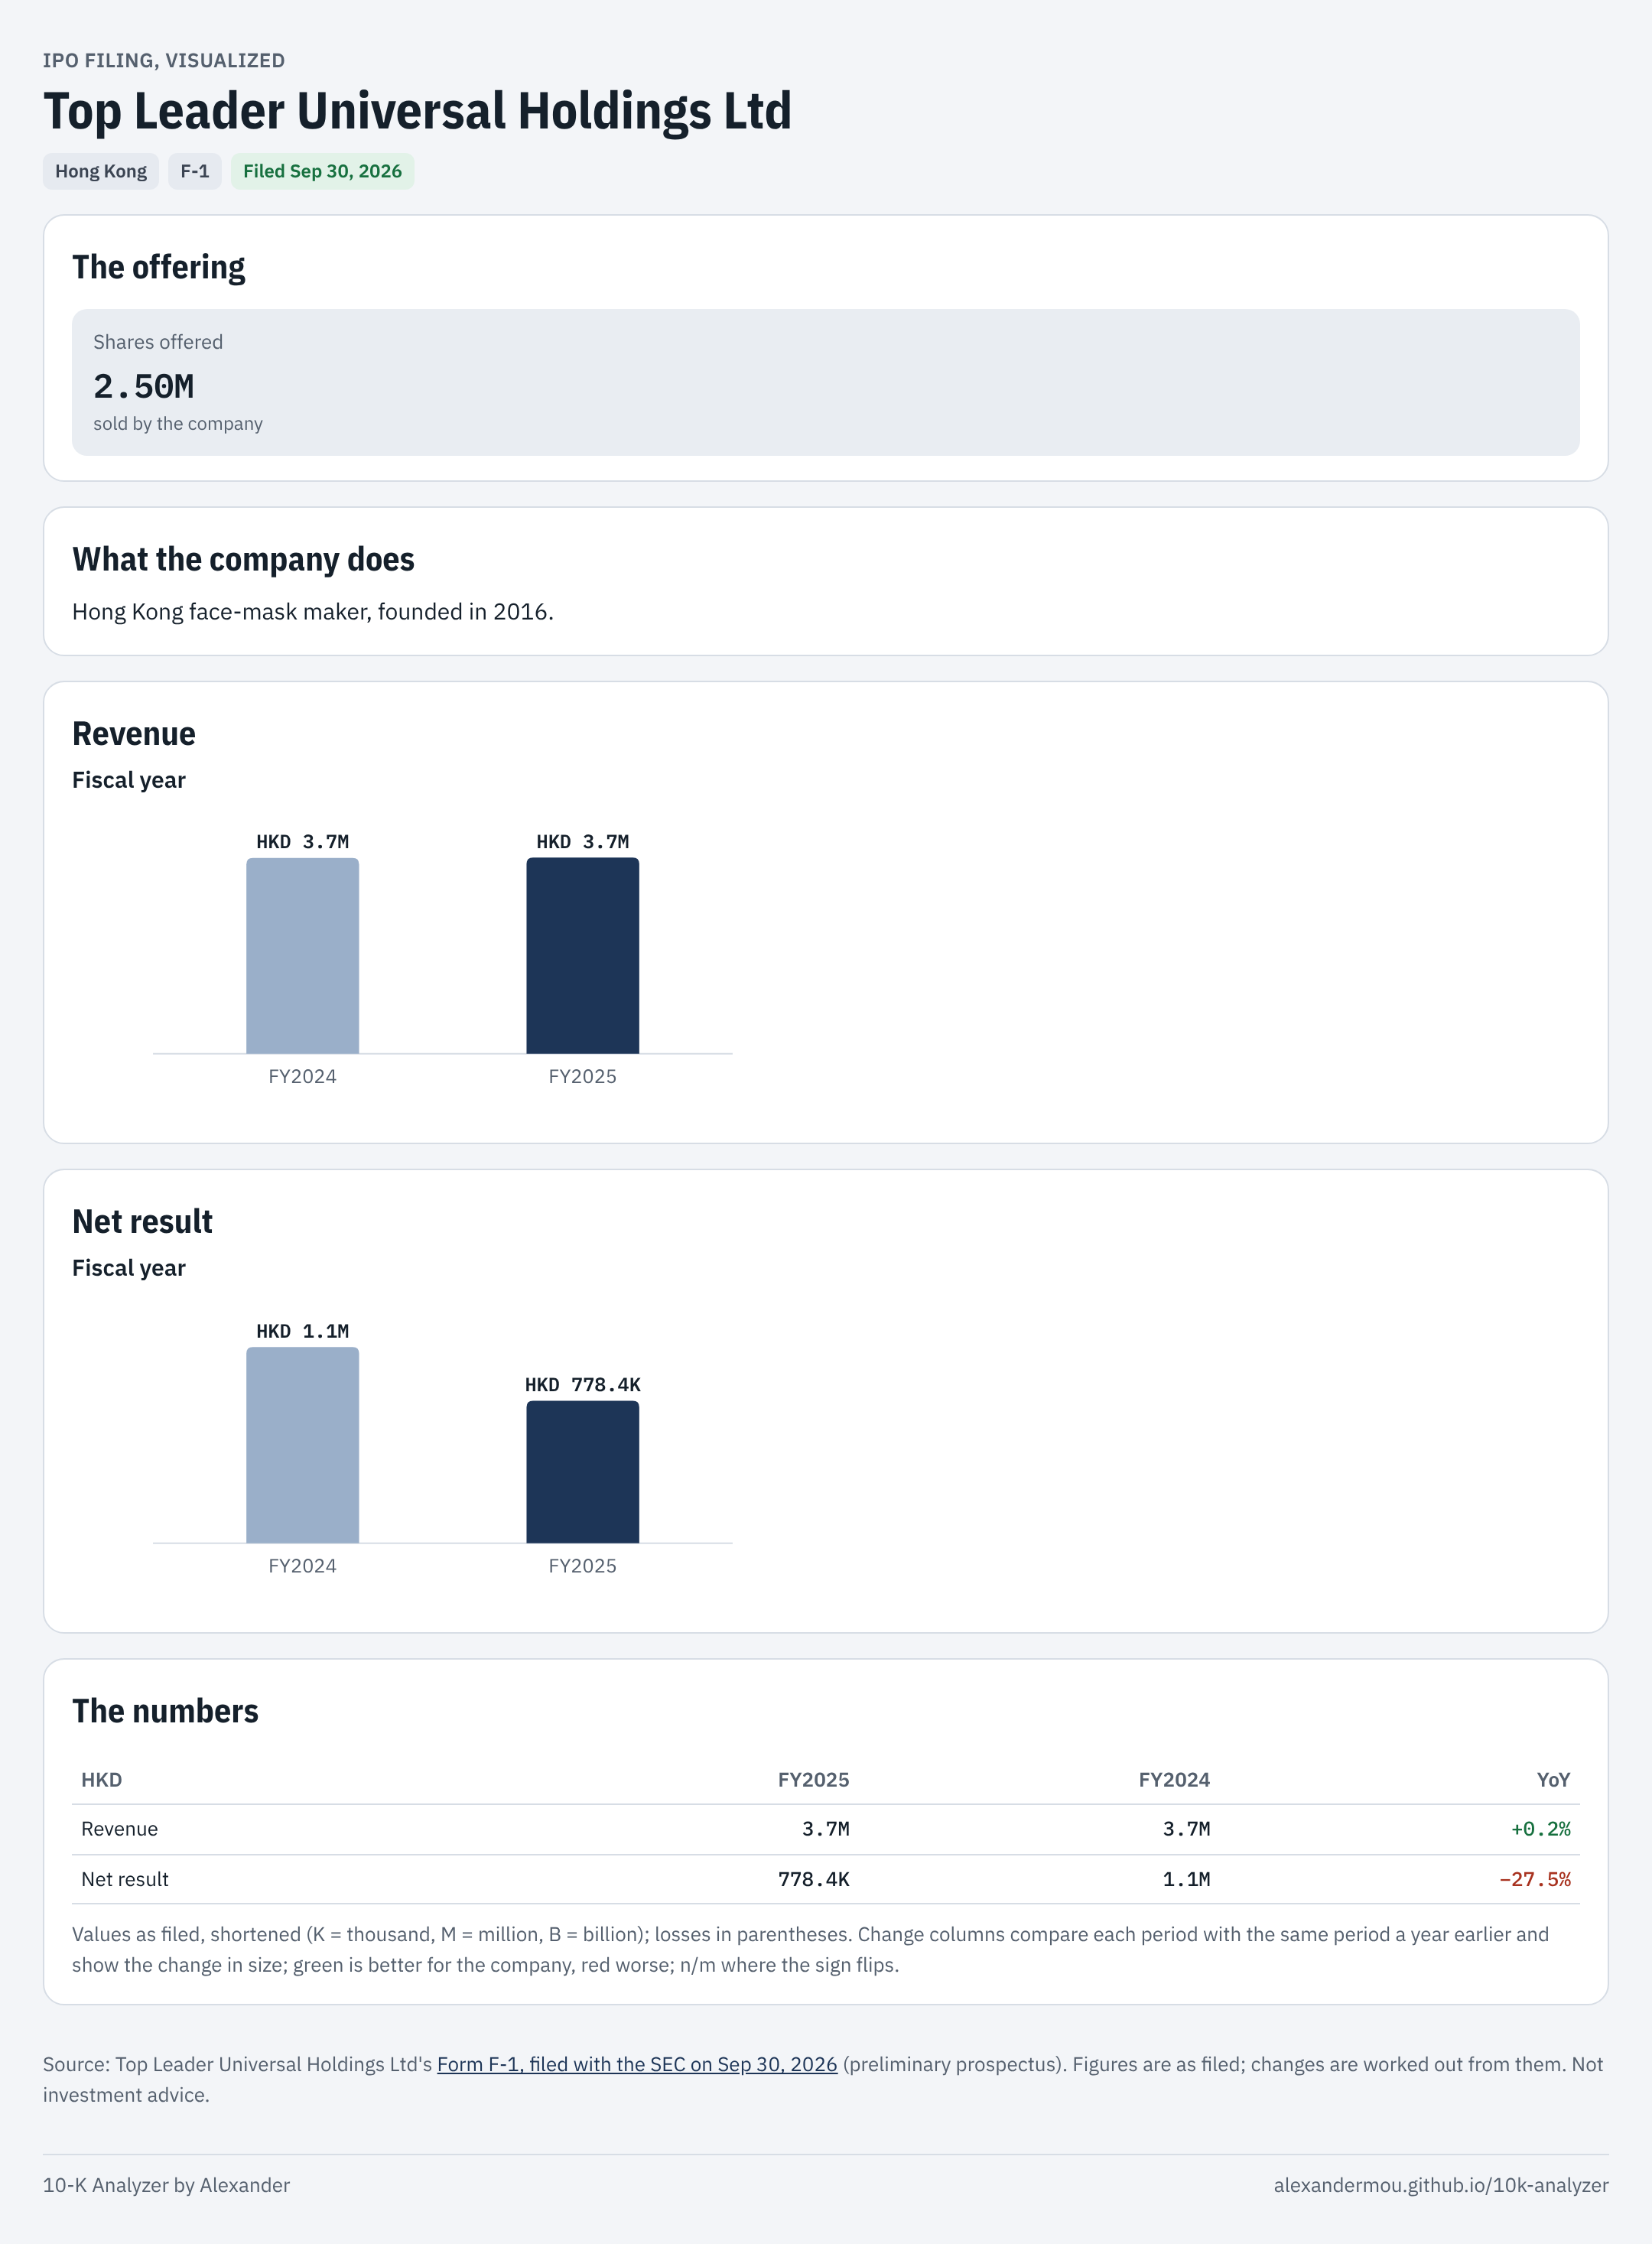 IPO FILING, VISUALIZED
Top Leader Universal Holdings Ltd
Hong Kong F-1 Filed Sep 30, 2026
The offering
Shares offered
2.50M
sold by the company
What the company does
Hong Kong face-mask maker, founded in 2016.
Revenue
Fiscal year
HKD 3.7M HKD 3.7M
FY2024 FY2025
Net result
Fiscal year
HKD 1.1M
HKD 778.4K
FY2024 FY2025
The numbers
HKD FY2025 FY2024 YoY
Revenue 3.7M 3.7M +0.2%
Net result 778.4K 1.1M −27.5%
Values as filed, shortened (K = thousand, M = million, B = billion); losses in parentheses. Change columns compare each period with the same period a year earlier and
show the change in size; green is better for the company, red worse; n/m where the sign flips.
Source: Top Leader Universal Holdings Ltd's Form F-1, filed with the SEC on Sep 30, 2026 (preliminary prospectus). Figures are as filed; changes are worked out from them. Not
investment advice.
10-K Analyzer by Alexander alexandermou.github.io/10k-analyzer